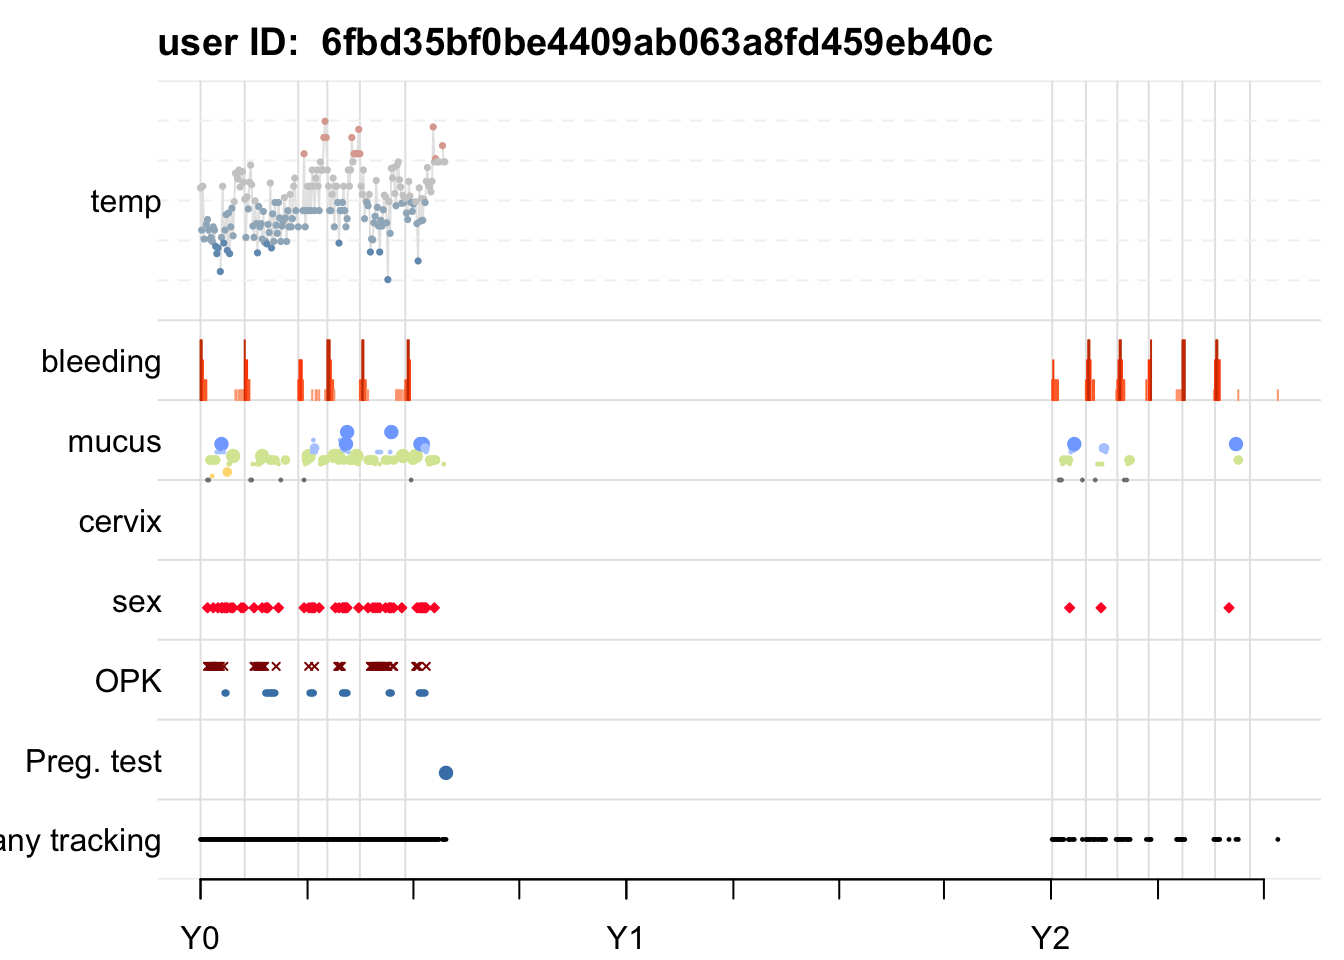 user ID:  6fbd35bf0be4409ab063a8fd459eb40c
temp
bleeding
mucus
cervix
sex
OPK
Preg. test
any tracking
Y0 Y1 Y2